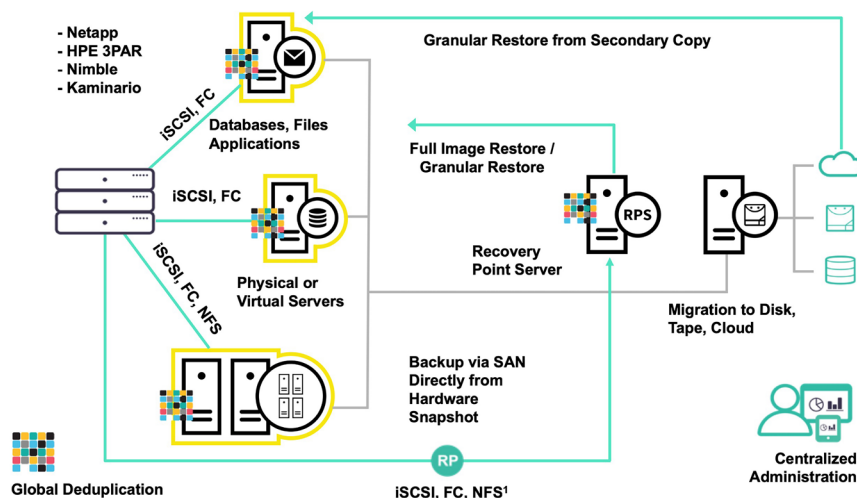 - Netapp
- HPE 3PAR
- Nimble
- Kaminario
Granular Restore from Secondary Copy
iSCSI, FC
Databases, Files
Applications
Full Image Restore /
Granular Restore
iSCSI, FC
RPS
Recovery
Point Server
iSCSI, FC, NFS
Physical or
Virtual Servers
Migration to Disk,
Tape, Cloud
Backup via SAN
Directly from
Hardware
Snapshot
RP
Global Deduplication
iSCSI, FC, NFS¹
Centralized
Administration